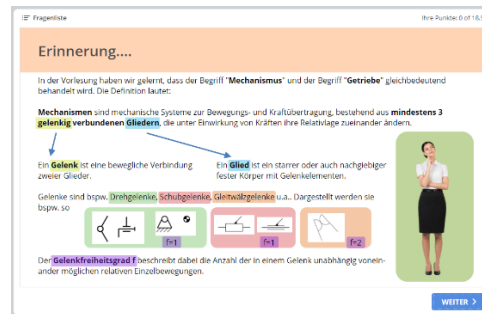 Fragenliste
Ihre Punkte: 0 of 18,5
Erinnerung....
In der Vorlesung haben wir gelernt, dass der Begriff "Mechanismus" und der Begriff "Getriebe" gleichbedeutend
behandelt wird. Die Definition lautet:
Mechanismen sind mechanische Systeme zur Bewegungs- und Kraftübertragung, bestehend aus mindestens 3
gelenkig verbundenen Gliedern, die unter Einwirkung von Kräften ihre Relativlage zueinander ändern.
Ein Gelenk ist eine bewegliche Verbindung
zweier Glieder.
Ein Glied ist ein starrer oder auch nachgiebiger
fester Körper mit Gelenkelementen.
Gelenke sind bspw. Drehgelenke, Schubgelenke, Gleitwälzgelenke u.a.. Dargestellt werden sie
bspw. so
f=1
f=1
f=2
Der Gelenkfreiheitsgrad f beschreibt dabei die Anzahl der in einem Gelenk unabhängig vonein-
ander möglichen relativen Einzelbewegungen.
WEITER